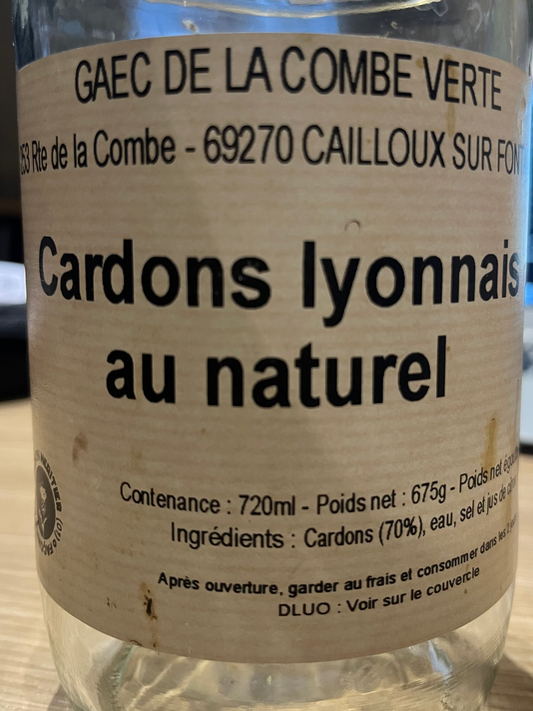 GAEC DE LA COMBE VERTE
253 Rte de la Combe - 69270 CAILLOUX SUR FONT
Cardons lyonnais
au naturel
Contenance : 720ml - Poids net : 675g - Poids net
Ingrédients : Cardons (70%), eau, sel et jus de
Après ouverture, garder au frais et consommer dans les
DLUO : Voir sur le couvercle